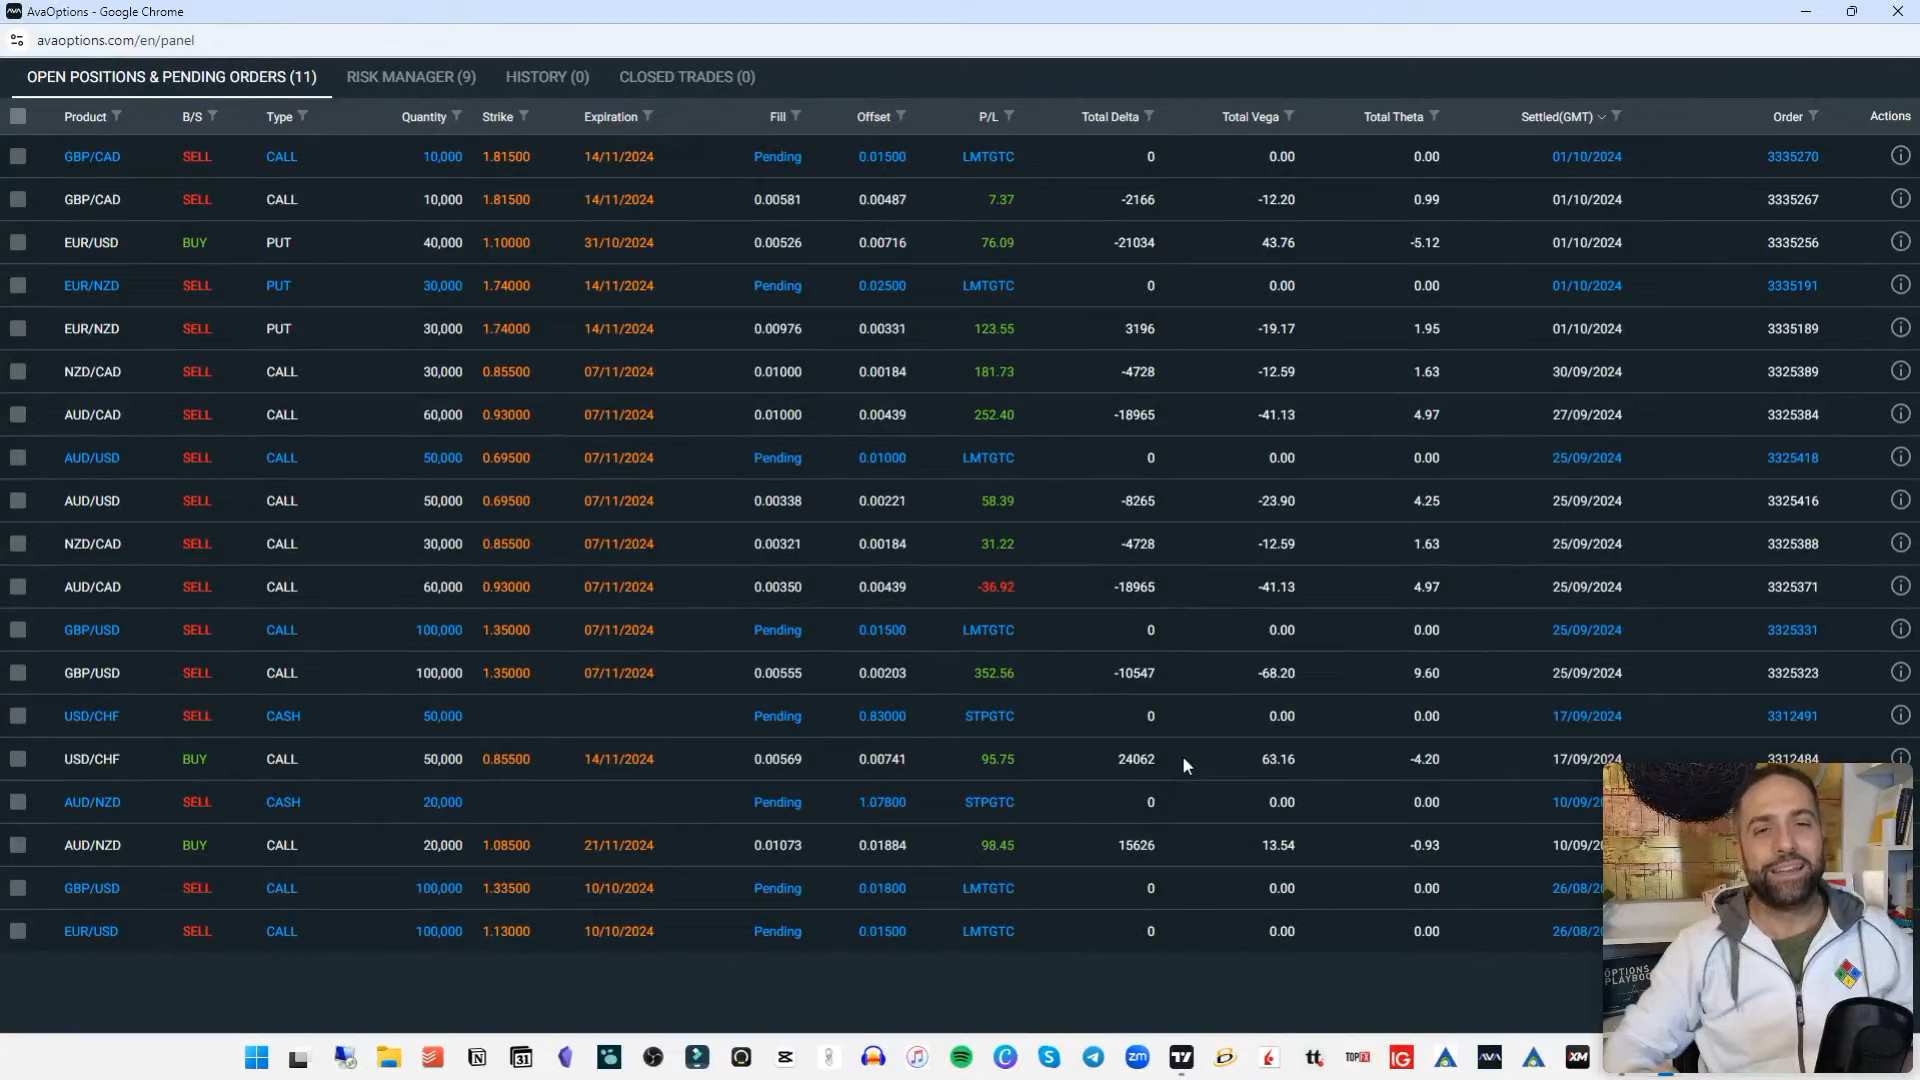 AvaOptions - Google Chrome
avaoptions.com/en/panel
OPEN POSITIONS & PENDING ORDERS (11) RISK MANAGER (9) HISTORY (0) CLOSED TRADES (0)
Product B/S Type Quantity Strike Expiration Fill Offset P/L Total Delta Total Vega Total Theta Settled(GMT) Order Actions
GBP/CAD SELL CALL 10,000 1.81500 14/11/2024 Pending 0.01500 LMTGTC 0 0.00 0.00 01/10/2024 3335270
GBP/CAD SELL CALL 10,000 1.81500 14/11/2024 0.00581 0.00487 7.37 -2166 -12.20 0.99 01/10/2024 3335267
EUR/USD BUY PUT 40,000 1.10000 31/10/2024 0.00526 0.00716 76.09 -21034 43.76 -5.12 01/10/2024 3335256
EUR/NZD SELL PUT 30,000 1.74000 14/11/2024 Pending 0.02500 LMTGTC 0 0.00 0.00 01/10/2024 3335191
EUR/NZD SELL PUT 30,000 1.74000 14/11/2024 0.00976 0.00331 123.55 3196 -19.17 1.95 01/10/2024 3335189
NZD/CAD SELL CALL 30,000 0.85500 07/11/2024 0.01000 0.00184 181.73 -4728 -12.59 1.63 30/09/2024 3325389
AUD/CAD SELL CALL 60,000 0.93000 07/11/2024 0.01000 0.00439 252.40 -18965 -41.13 4.97 27/09/2024 3325384
AUD/USD SELL CALL 50,000 0.69500 07/11/2024 Pending 0.01000 LMTGTC 0 0.00 0.00 25/09/2024 3325418
AUD/USD SELL CALL 50,000 0.69500 07/11/2024 0.00338 0.00221 58.39 -8265 -23.90 4.25 25/09/2024 3325416
NZD/CAD SELL CALL 30,000 0.85500 07/11/2024 0.00321 0.00184 31.22 -4728 -12.59 1.63 25/09/2024 3325388
AUD/CAD SELL CALL 60,000 0.93000 07/11/2024 0.00350 0.00439 -36.92 -18965 -41.13 4.97 25/09/2024 3325371
GBP/USD SELL CALL 100,000 1.35000 07/11/2024 Pending 0.01500 LMTGTC 0 0.00 0.00 25/09/2024 3325331
GBP/USD SELL CALL 100,000 1.35000 07/11/2024 0.00555 0.00203 352.56 -10547 -68.20 9.60 25/09/2024 3325323
USD/CHF SELL CASH 50,000 Pending 0.83000 STPGTC 0 0.00 0.00 17/09/2024 3312491
USD/CHF BUY CALL 50,000 0.85500 14/11/2024 0.00569 0.00741 95.75 24062 63.16 -4.20 17/09/2024 3312484
AUD/NZD SELL CASH 20,000 Pending 1.07800 STPGTC 0 0.00 0.00 10/09/20
AUD/NZD BUY CALL 20,000 1.08500 21/11/2024 0.01073 0.01884 98.45 15626 13.54 -0.93 10/09/20
GBP/USD SELL CALL 100,000 1.33500 10/10/2024 Pending 0.01800 LMTGTC 0 0.00 0.00 26/08/20
EUR/USD SELL CALL 100,000 1.13000 10/10/2024 Pending 0.01500 LMTGTC 0 0.00 0.00 26/08/20
OPTIONS
PLAYBOOK
31 zm tt TOPFX IG AVA XM